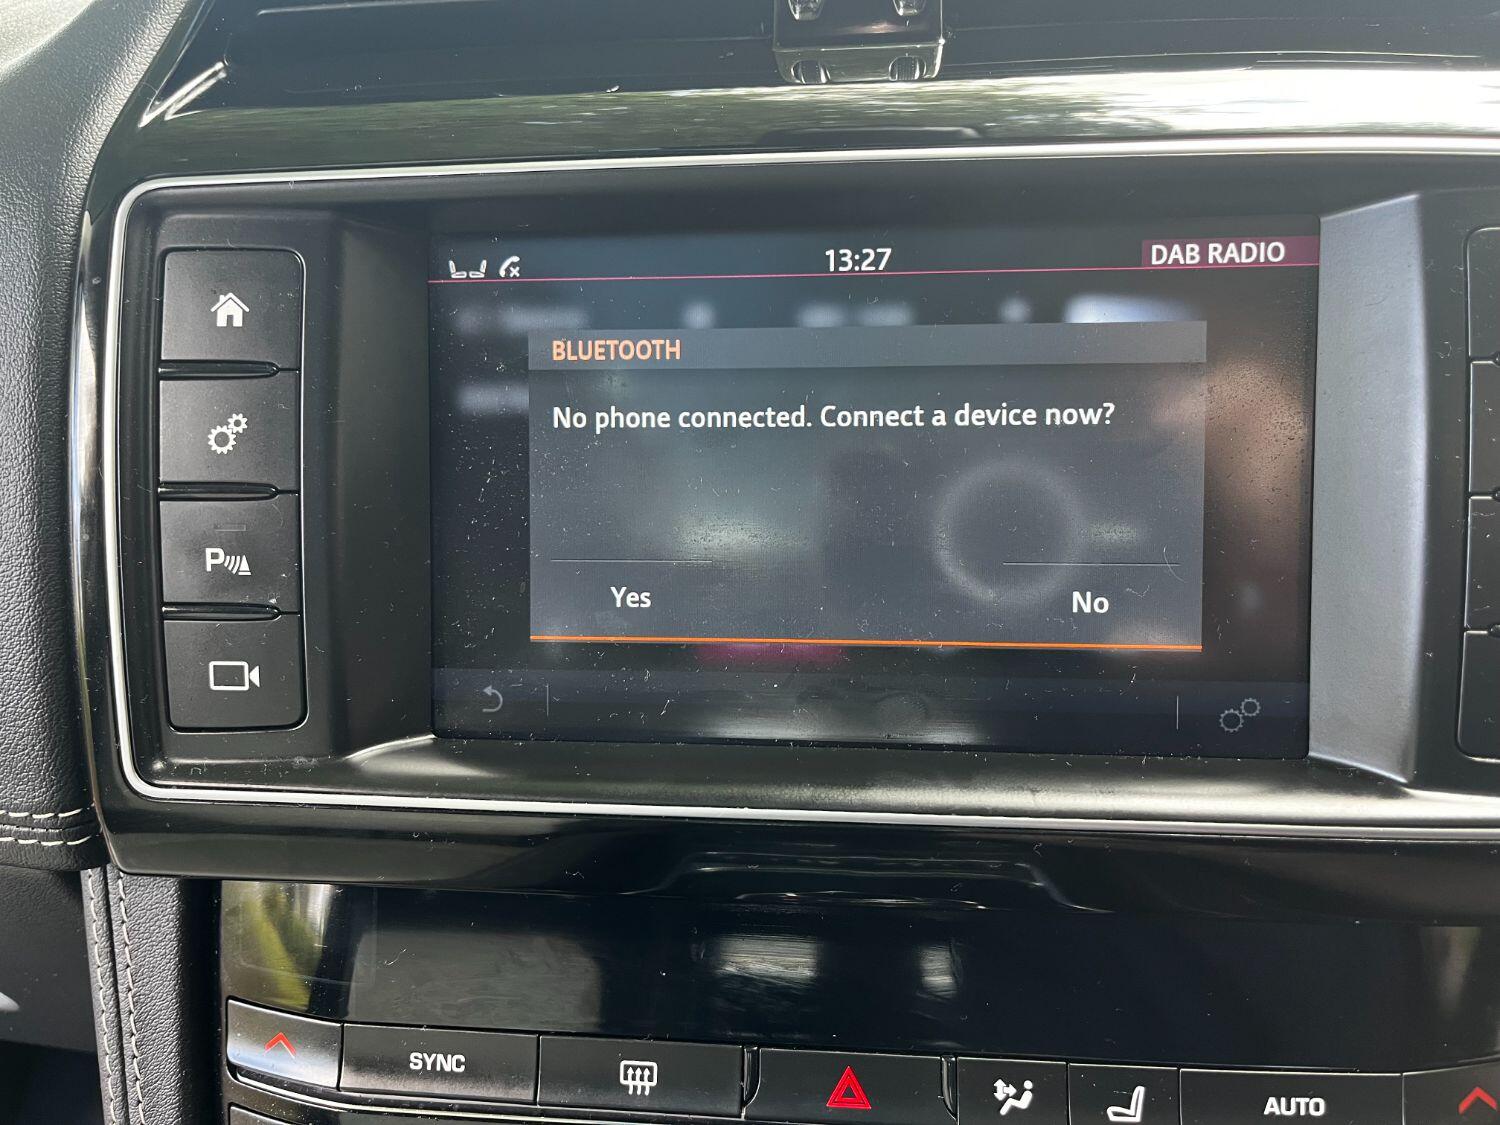 13:27
DAB RADIO
BLUETOOTH
No phone connected. Connect a device now?
Yes
No
P
SYNC
AUTO